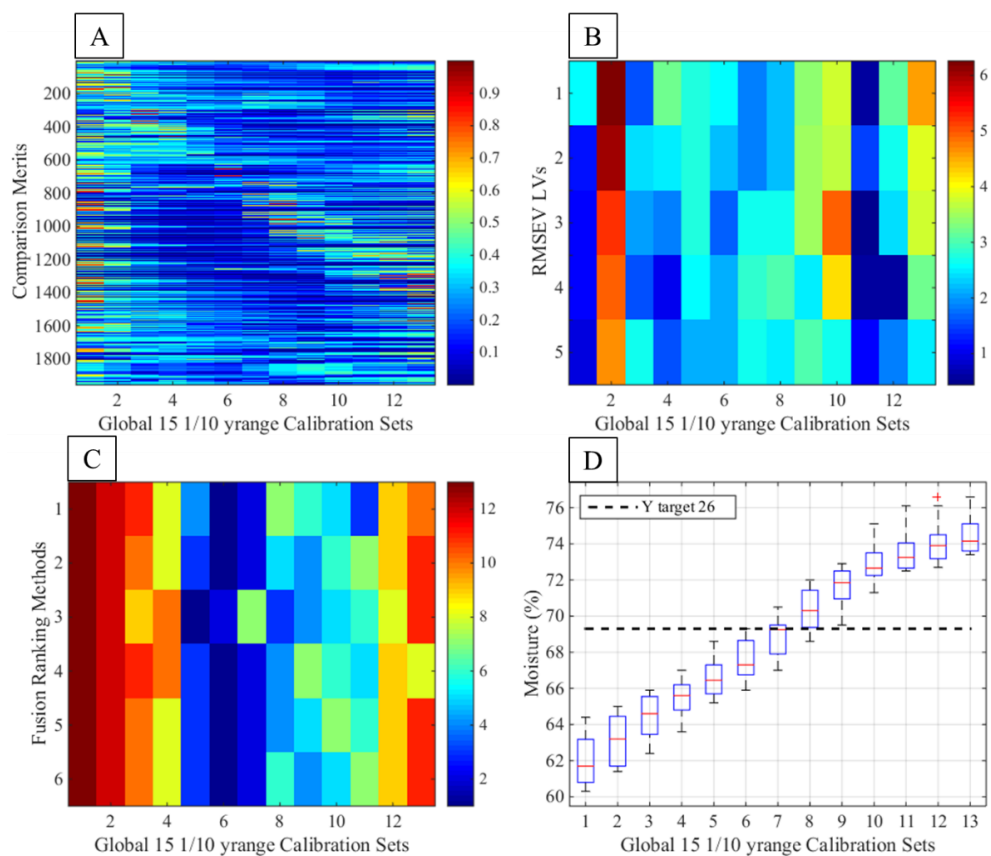 A
Comparison Merits
200
400
600
800
1000
1200
1400
1600
1800
2 4 6 8 10 12
Global 15 1/10 yrange Calibration Sets
0.9
0.8
0.7
0.6
0.5
0.4
0.3
0.2
0.1
B
RMSEV LVs
1
2
3
4
5
2 4 6 8 10 12
Global 15 1/10 yrange Calibration Sets
6
5
4
3
2
1
C
Fusion Ranking Methods
1
2
3
4
5
6
2 4 6 8 10 12
Global 15 1/10 yrange Calibration Sets
12
10
8
6
4
2
D
Y target 26
Moisture (%)
76
74
72
70
68
66
64
62
60
1 2 3 4 5 6 7 8 9 10 11 12 13
Global 15 1/10 yrange Calibration Sets